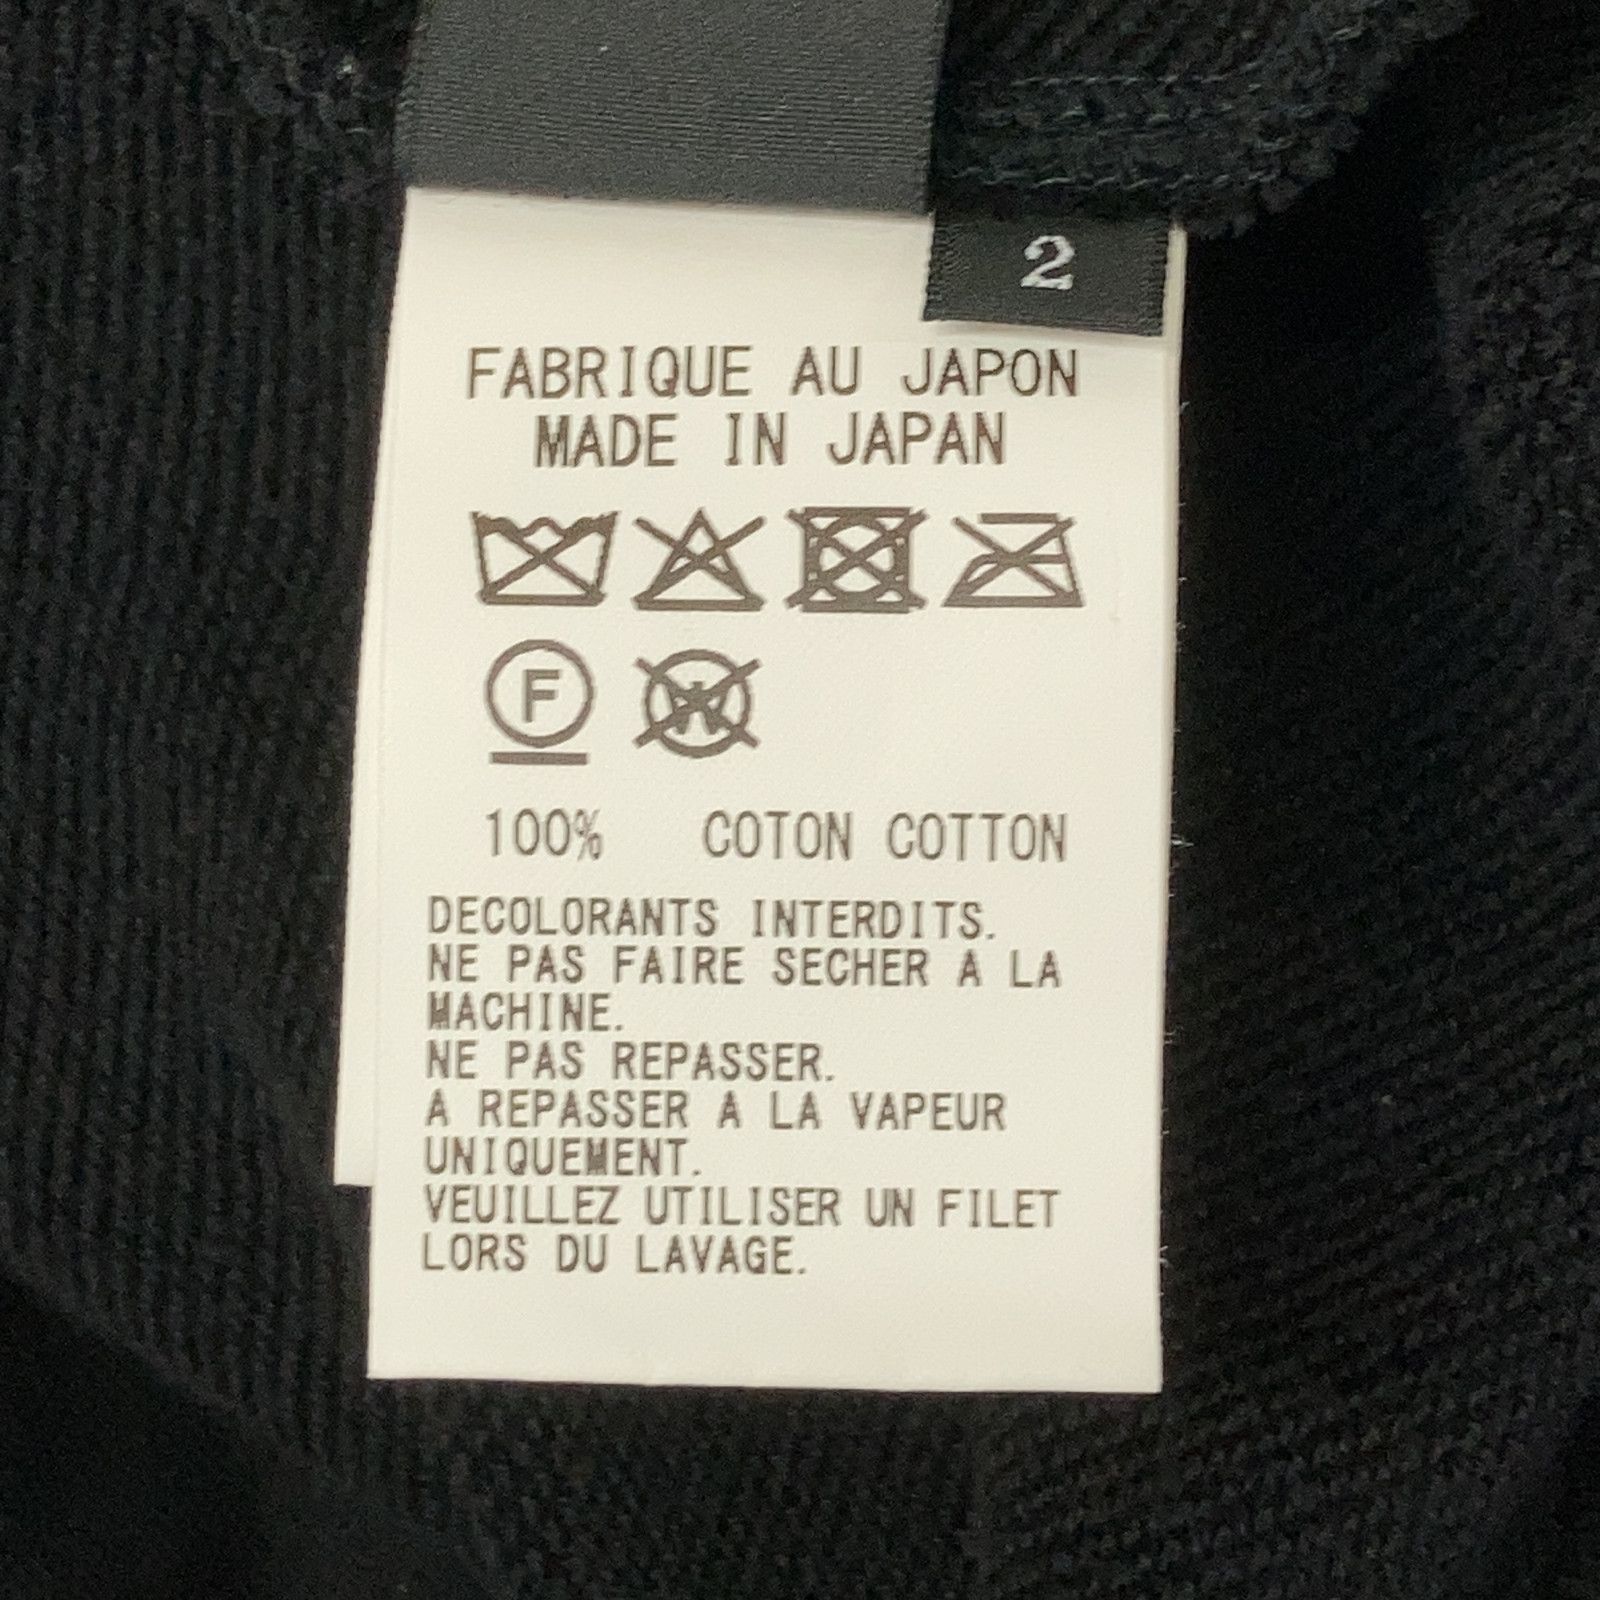 2
FABRIQUE AU JAPON
MADE IN JAPAN
F
W
100% COTON COTTON
DECOLORANTS INTERDITS.
NE PAS FAIRE SECHER A LA
MACHINE.
NE PAS REPASSER.
A REPASSER A LA VAPEUR
UNIQUEMENT.
VEUILLEZ UTILISER UN FILET
LORS DU LAVAGE.